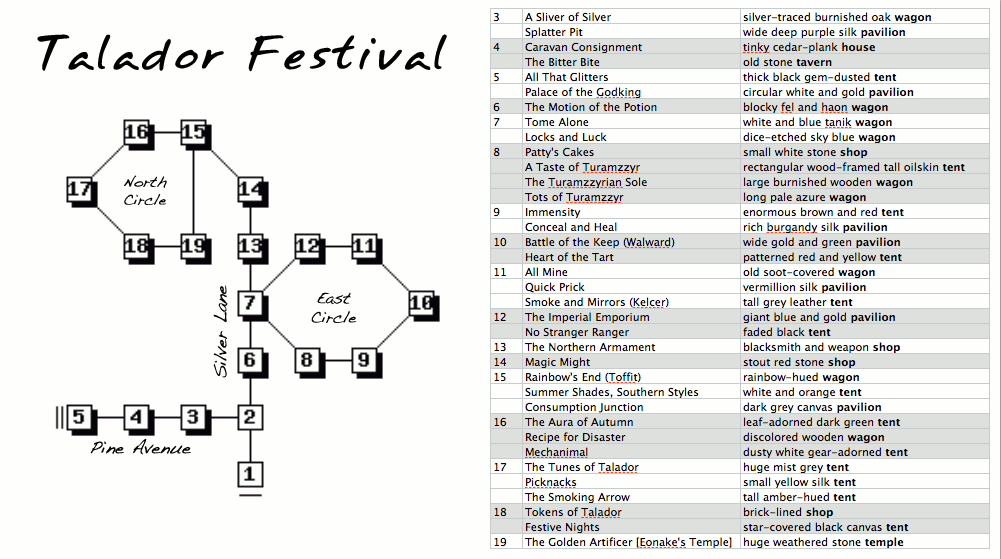 Talador Festival
16 15
17 North Circle 14
18 19 13 12 11
7 East Circle 10
Silver Lane
6 8 9
5 4 3 2
Pine Avenue
1
3 A Sliver of Silver silver-traced burnished oak wagon
Splatter Pit wide deep purple silk pavilion
4 Caravan Consignment tinky cedar-plank house
The Bitter Bite old stone tavern
5 All That Glitters thick black gem-dusted tent
Palace of the Godking circular white and gold pavilion
6 The Motion of the Potion blocky fel and haon wagon
7 Tome Alone white and blue tanik wagon
Locks and Luck dice-etched sky blue wagon
8 Patty's Cakes small white stone shop
A Taste of Turamzzyr rectangular wood-framed tall oilskin tent
The Turamzzyrian Sole large burnished wooden wagon
Tots of Turamzzyr long pale azure wagon
9 Immensity enormous brown and red tent
Conceal and Heal rich burgandy silk pavilion
10 Battle of the Keep (Walward) wide gold and green pavilion
Heart of the Tart patterned red and yellow tent
11 All Mine old soot-covered wagon
Quick Prick vermillion silk pavilion
Smoke and Mirrors (Kelcer) tall grey leather tent
12 The Imperial Emporium giant blue and gold pavilion
No Stranger Ranger faded black tent
13 The Northern Armament blacksmith and weapon shop
14 Magic Might stout red stone shop
15 Rainbow's End (Toffit) rainbow-hued wagon
Summer Shades, Southern Styles white and orange tent
Consumption Junction dark grey canvas pavilion
16 The Aura of Autumn leaf-adorned dark green tent
Recipe for Disaster discolored wooden wagon
Mechanimal dusty white gear-adorned tent
17 The Tunes of Talador huge mist grey tent
Picknacks small yellow silk tent
The Smoking Arrow tall amber-hued tent
18 Tokens of Talador brick-lined shop
Festive Nights star-covered black canvas tent
19 The Golden Artificer [Eonake's Temple] huge weathered stone temple